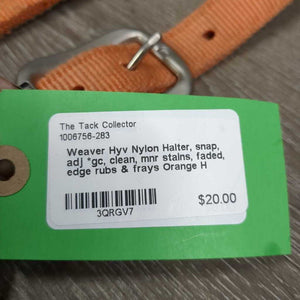 The Tack Collector
1006756-283
Weaver Hyv Nylon Halter, snap,
adj *gc, clean, mnr stains, faded,
edge rubs & frays Orange H
$20.00
3QRGV7